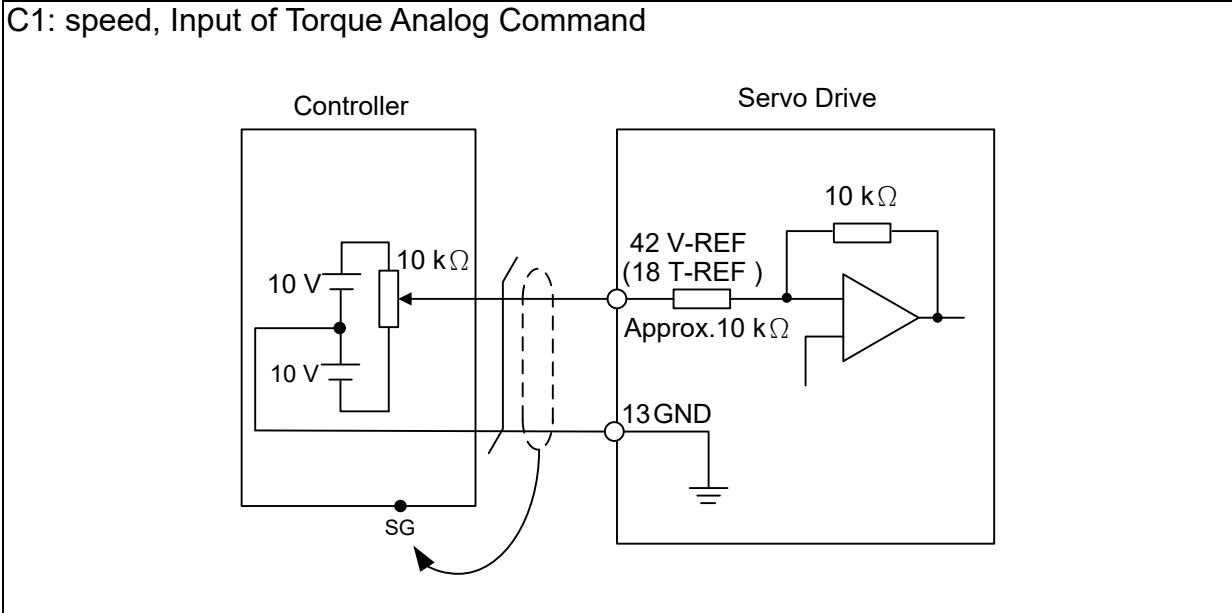 C1: speed, Input of Torque Analog Command
Controller
Servo Drive
10 kΩ
42 V-REF
(18 T-REF )
10 kΩ
10 V
Approx.10 kΩ
10 V
13 GND
SG